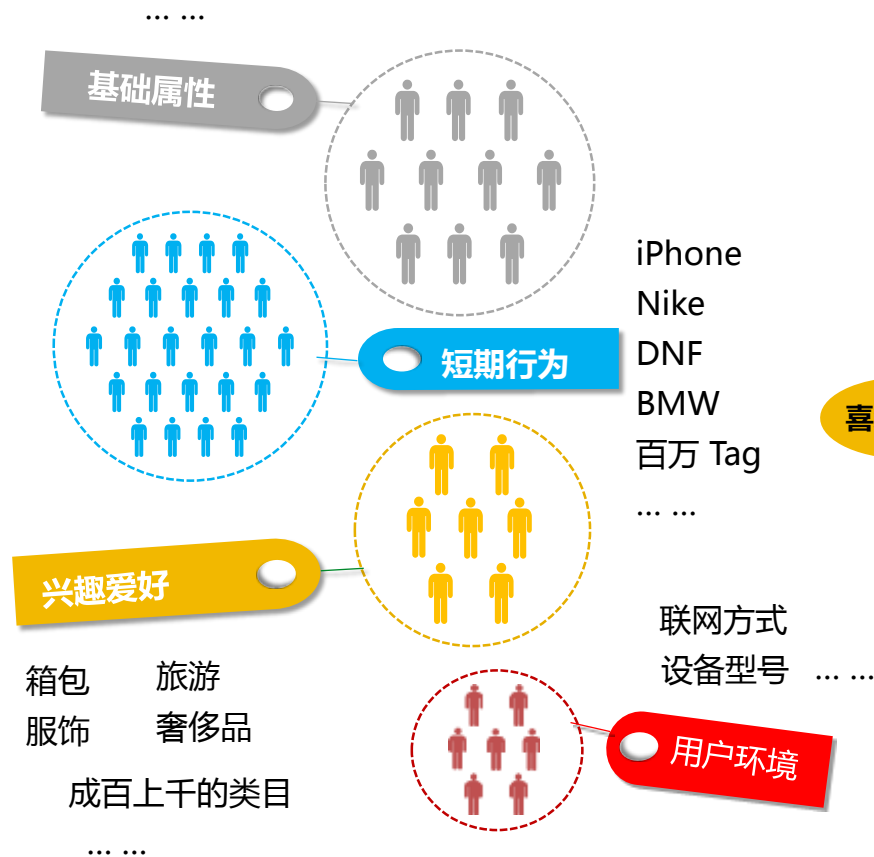 ... ...
基础属性
iPhone
Nike
DNF
BMW
百万 Tag
... ...
短期行为
喜
兴趣爱好
箱包
旅游
服饰
奢侈品
成百上千的类目
... ...
联网方式
设备型号 ... ...
用户环境